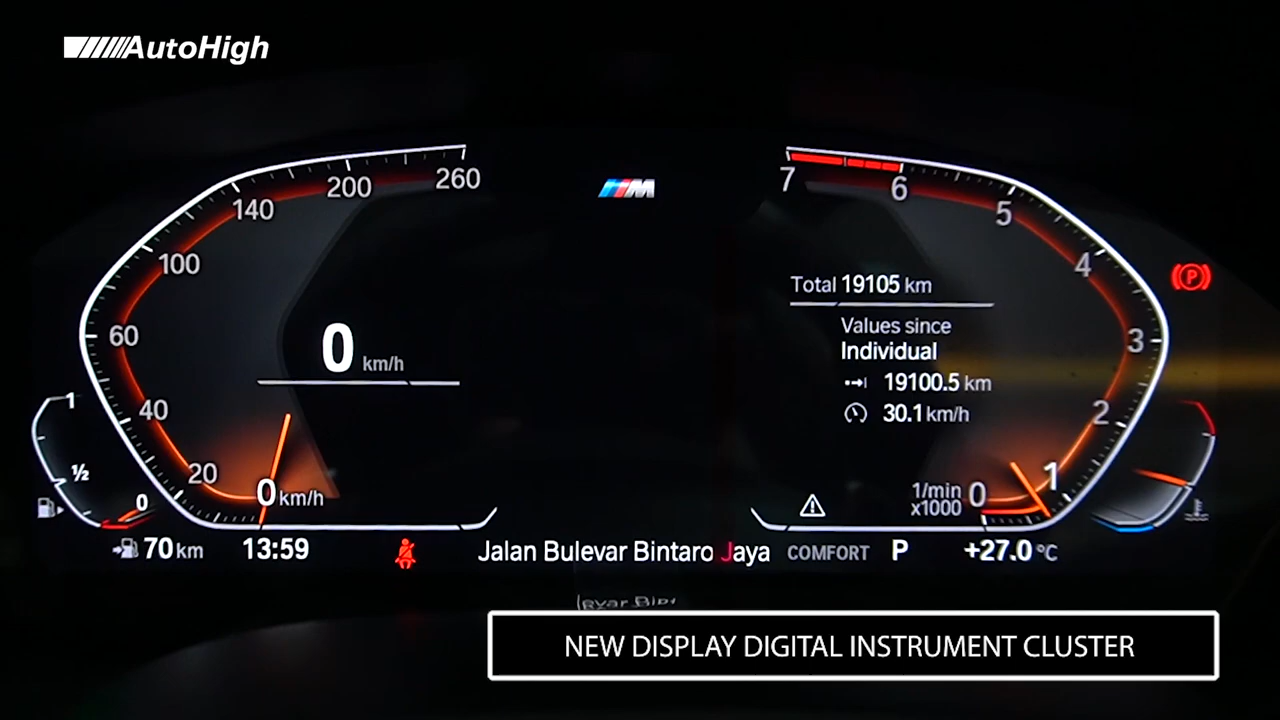 AutoHigh
260
200
140
100
60
40
20
0 km/h
0 km/h
M
7
6
5
4
3
2
1
0
1/min
x1000
Total 19105 km
Values since
Individual
19100.5 km
30.1 km/h
P
1
½
0
70 km
13:59
Jalan Bulevar Bintaro Jaya
COMFORT
P
+27.0 °C
NEW DISPLAY DIGITAL INSTRUMENT CLUSTER